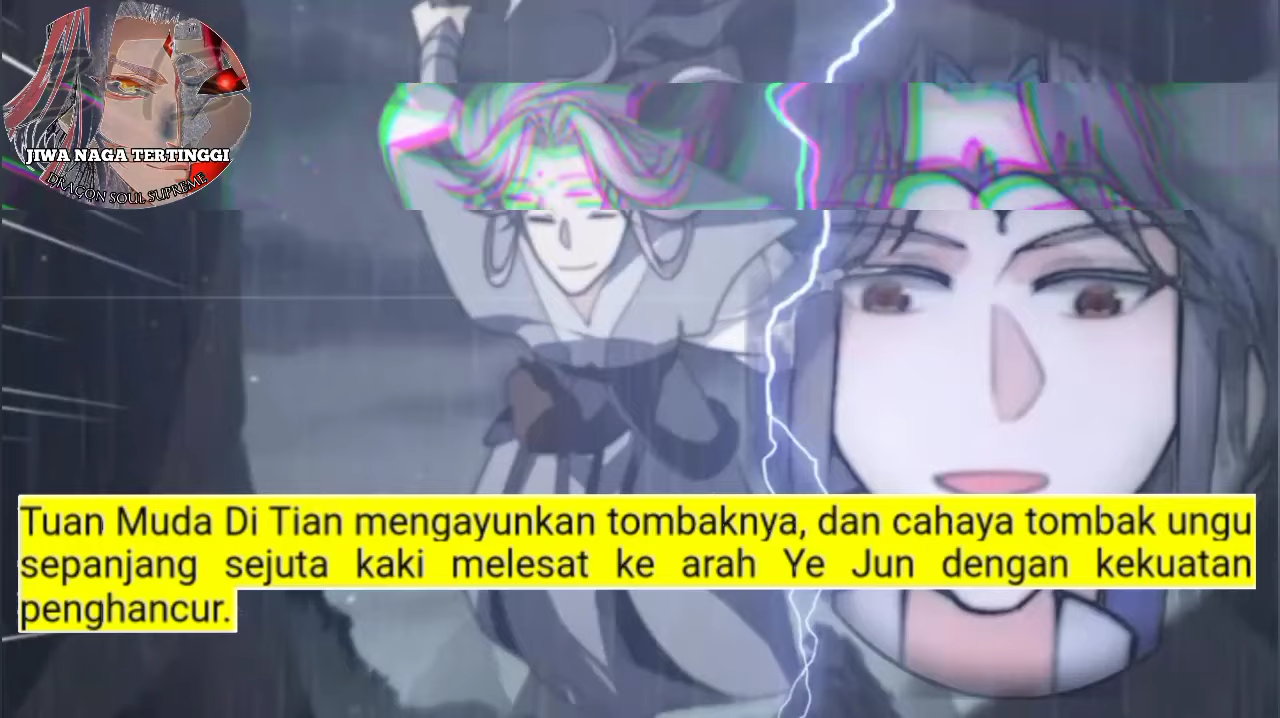 JIWA NAGA TERTINGGI
DRAGON SOUL SUPREME
Tuan Muda Di Tian mengayunkan tombaknya, dan cahaya tombak ungu
sepanjang sejuta kaki melesat ke arah Ye Jun dengan kekuatan
penghancur.